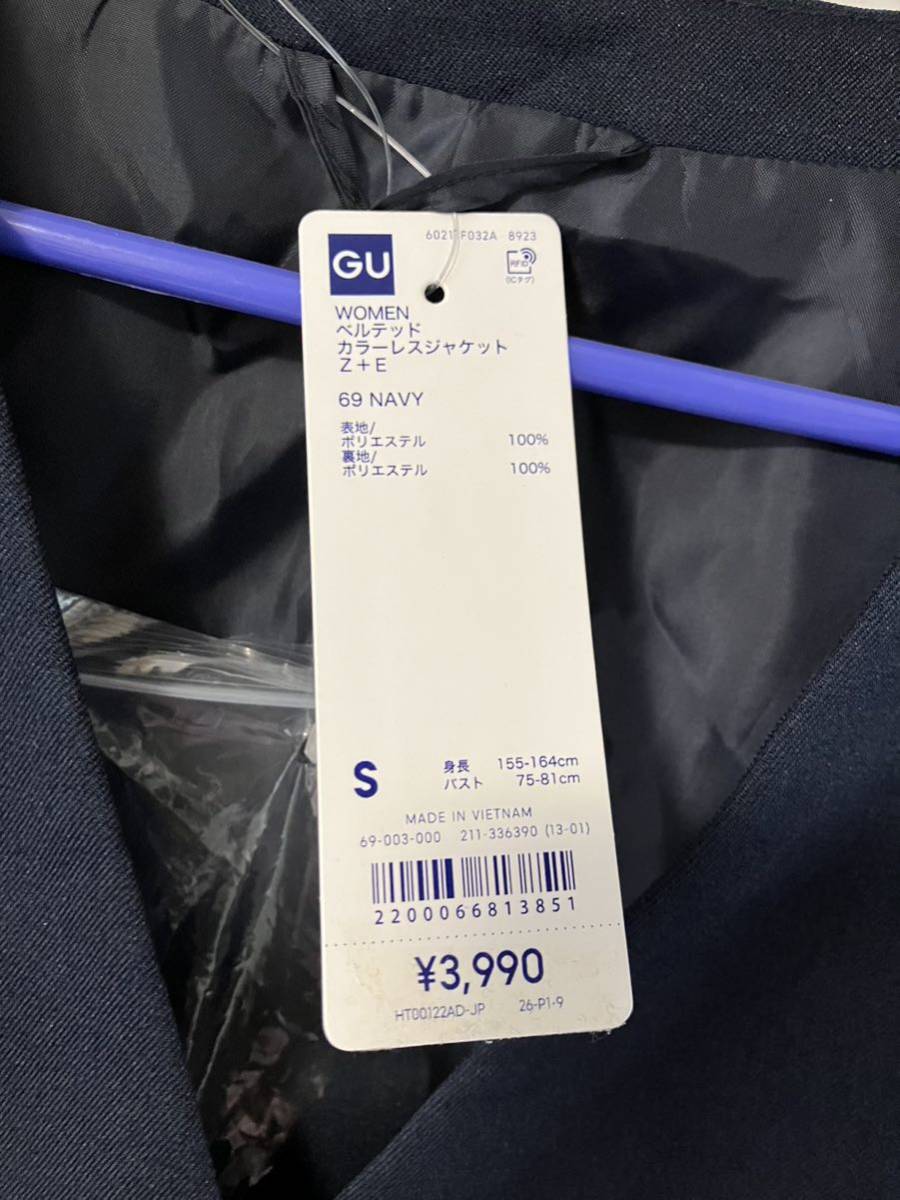 8923
GU
RFID
(ICタグ)
WOMEN
ベルテッド
カラーレスジャケット
Z+E
69 NAVY
表地/
ポリエステル 100%
裏地/
ポリエステル 100%
S
身長 155-164cm
バスト 75-81cm
MADE IN VIETNAM
69-003-000 211-336390 (13-01)
2200066813851
¥3,990
HT00122AD-JP 26-P1-9